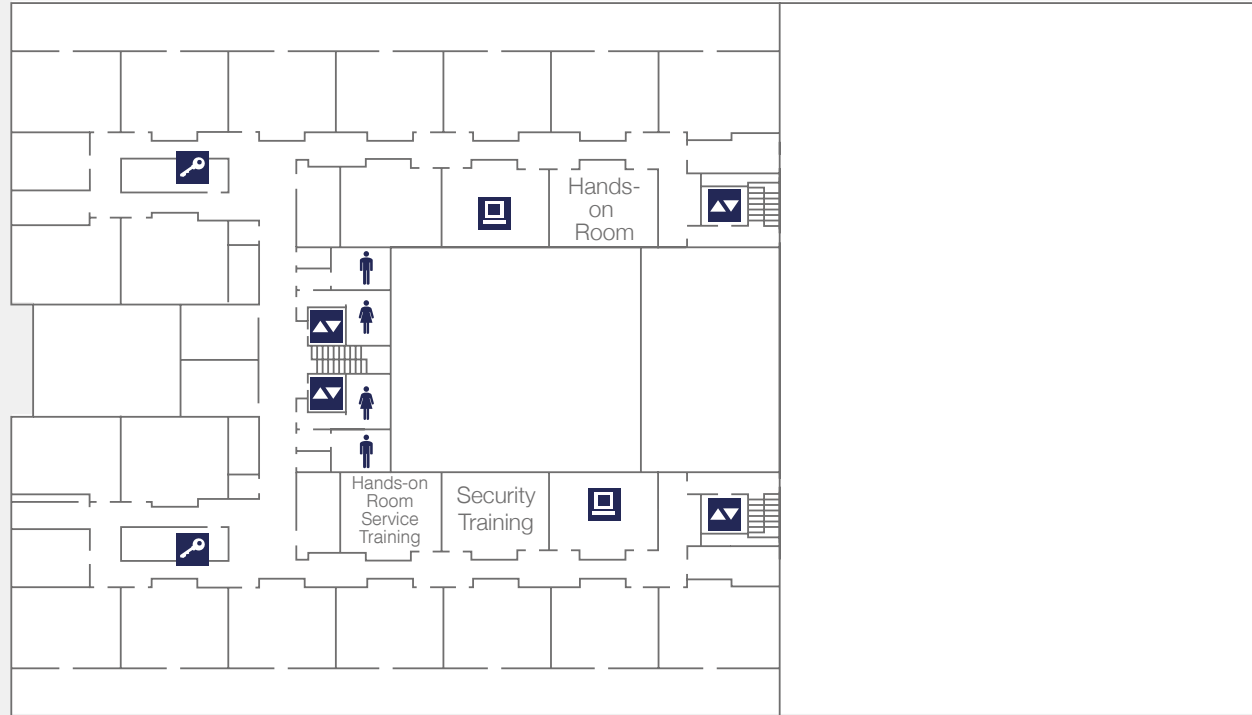 Hands-
on
Room
Hands-on
Room
Service
Training
Security
Training